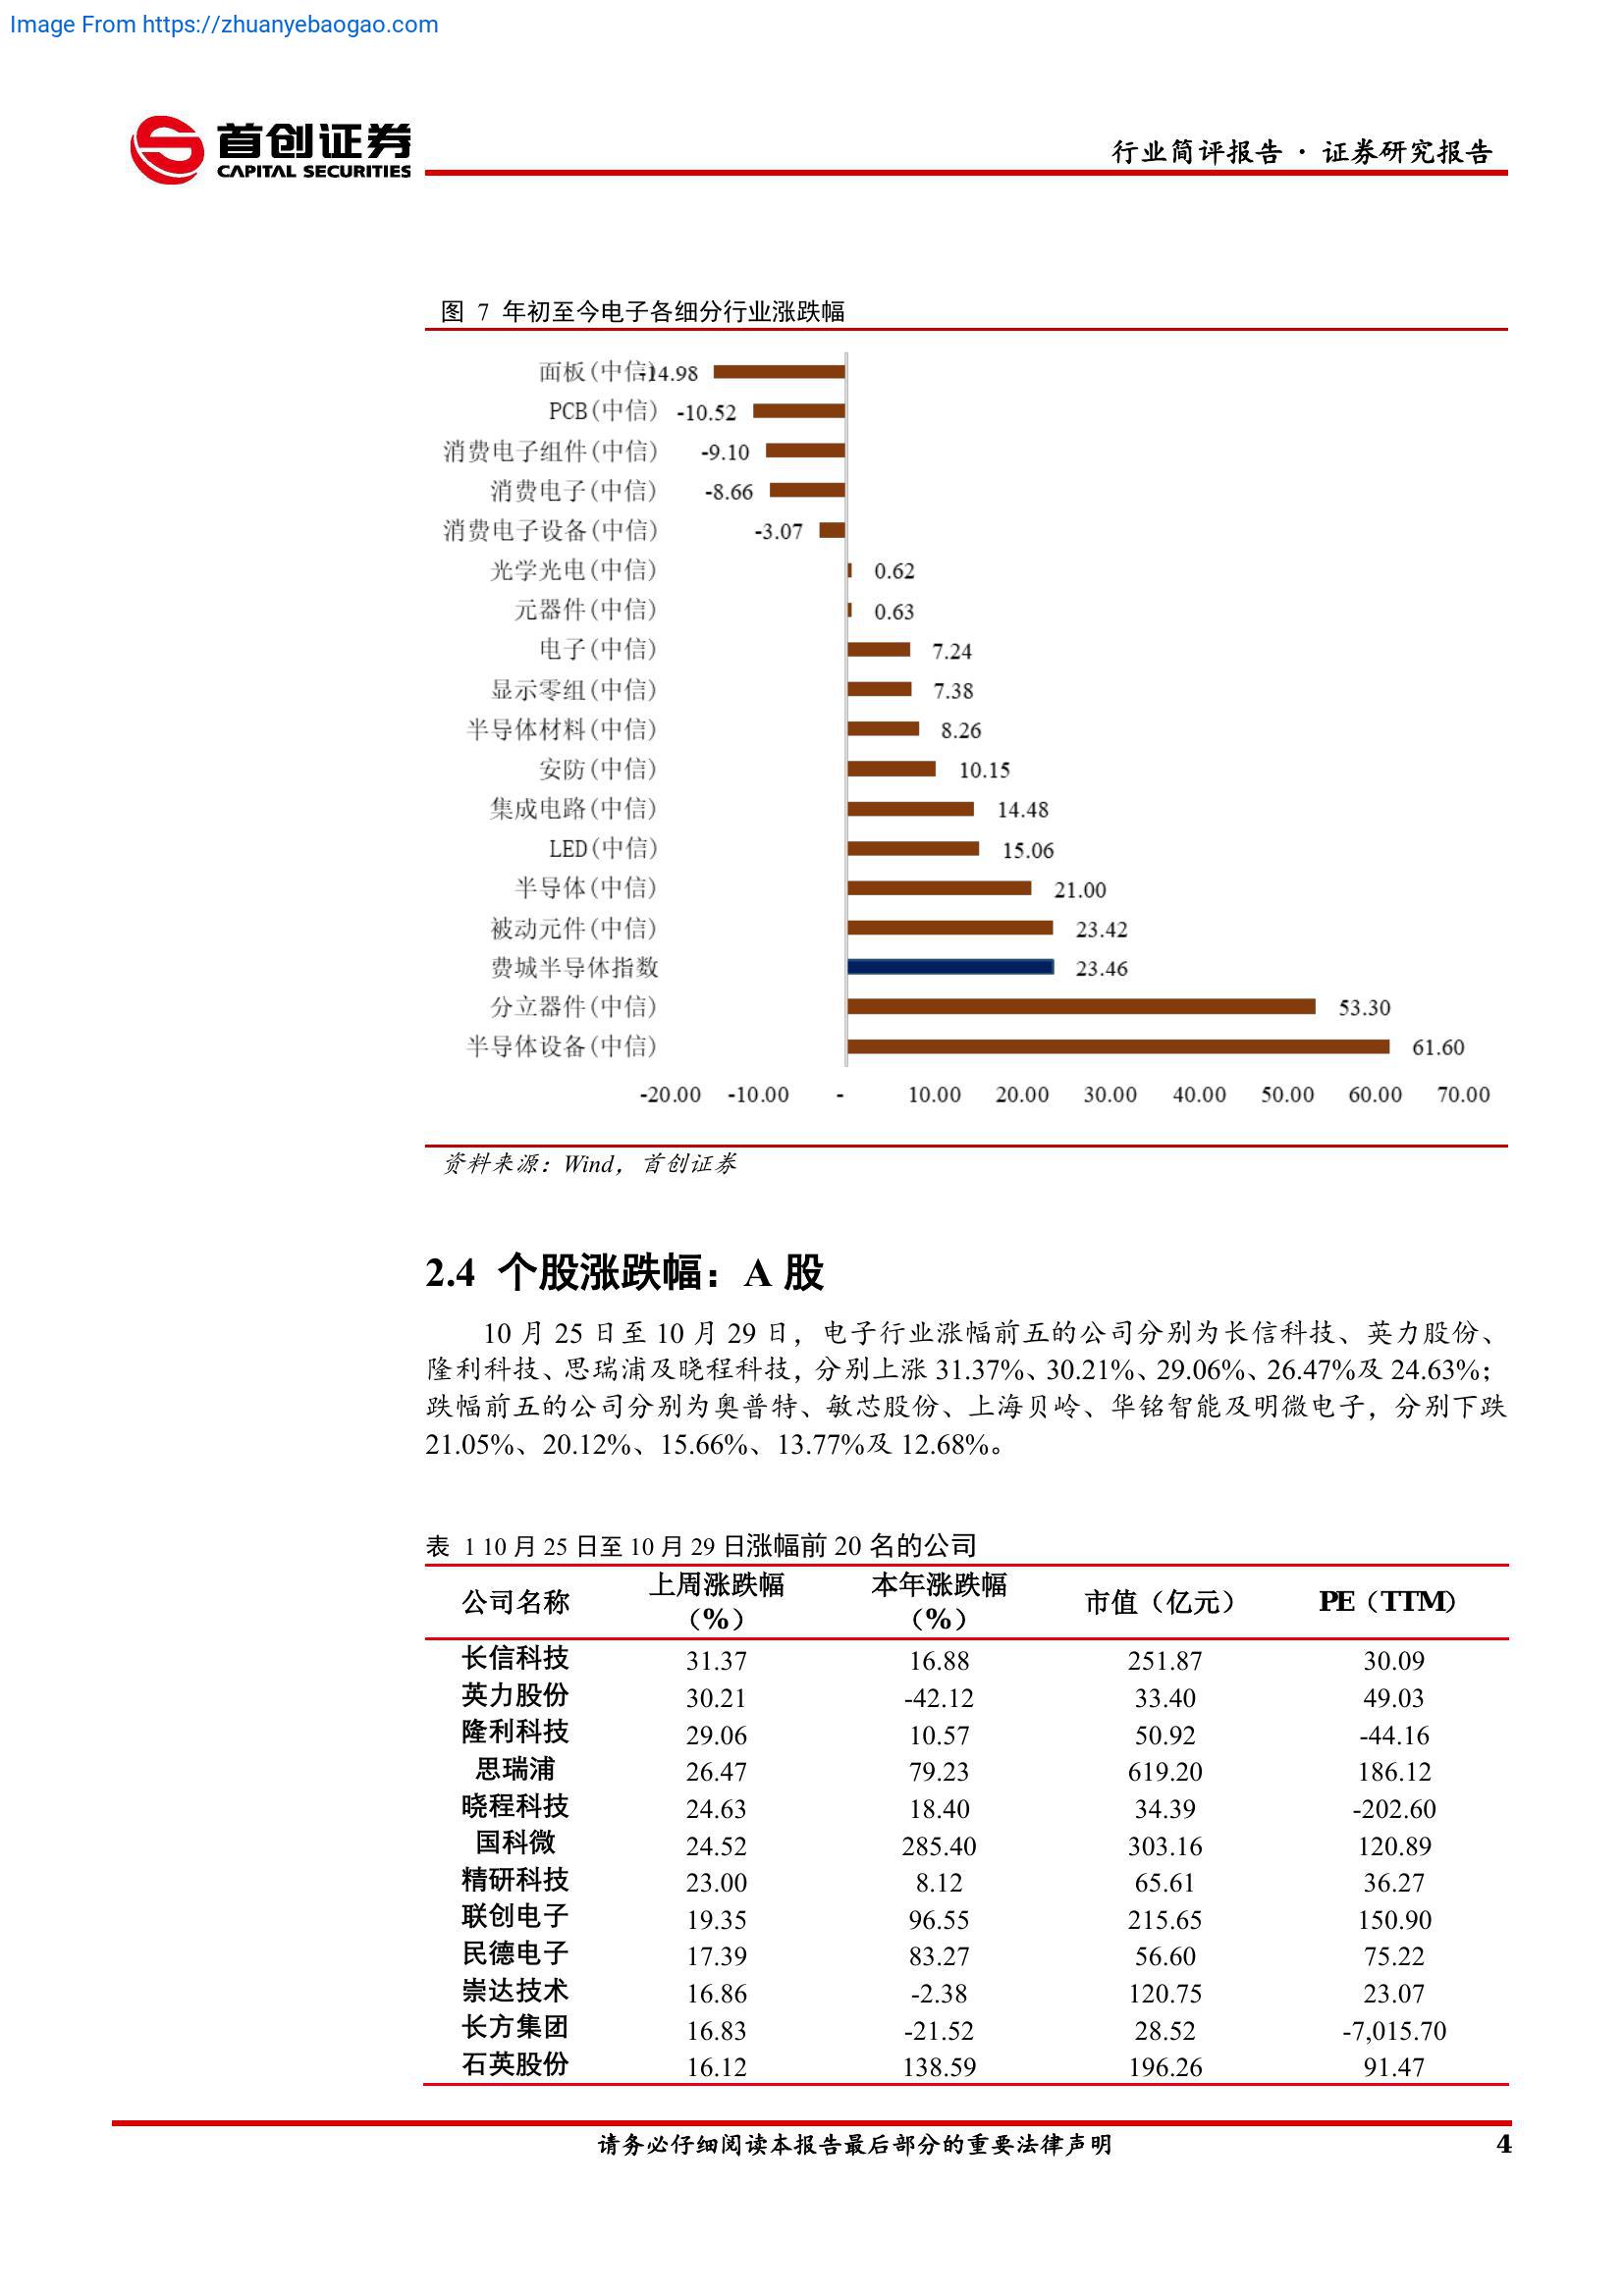 Image From https://zhuanyebaogao.com
首创证券
CAPITAL SECURITIES
行业简评报告 · 证券研究报告
图 7 年初至今电子各细分行业涨跌幅
面板(中信) -14.98
PCB(中信) -10.52
消费电子组件(中信) -9.10
消费电子(中信) -8.66
消费电子设备(中信) -3.07
光学光电(中信) 0.62
元器件(中信) 0.63
电子(中信) 7.24
显示零组(中信) 7.38
半导体材料(中信) 8.26
安防(中信) 10.15
集成电路(中信) 14.48
LED(中信) 15.06
半导体(中信) 21.00
被动元件(中信) 23.42
费城半导体指数 23.46
分立器件(中信) 53.30
半导体设备(中信) 61.60
-20.00 -10.00 - 10.00 20.00 30.00 40.00 50.00 60.00 70.00
资料来源：Wind，首创证券
2.4 个股涨跌幅：A 股
10 月 25 日至 10 月 29 日，电子行业涨幅前五的公司分别为长信科技、英力股份、
隆利科技、思瑞浦及晓程科技，分别上涨 31.37%、30.21%、29.06%、26.47%及 24.63%；
跌幅前五的公司分别为奥普特、敏芯股份、上海贝岭、华铭智能及明微电子，分别下跌
21.05%、20.12%、15.66%、13.77%及 12.68%。
表 1 10 月 25 日至 10 月 29 日涨幅前 20 名的公司
公司名称 上周涨跌幅（%） 本年涨跌幅（%） 市值（亿元） PE（TTM）
长信科技 31.37 16.88 251.87 30.09
英力股份 30.21 -42.12 33.40 49.03
隆利科技 29.06 10.57 50.92 -44.16
思瑞浦 26.47 79.23 619.20 186.12
晓程科技 24.63 18.40 34.39 -202.60
国科微 24.52 285.40 303.16 120.89
精研科技 23.00 8.12 65.61 36.27
联创电子 19.35 96.55 215.65 150.90
民德电子 17.39 83.27 56.60 75.22
崇达技术 16.86 -2.38 120.75 23.07
长方集团 16.83 -21.52 28.52 -7,015.70
石英股份 16.12 138.59 196.26 91.47
请务必仔细阅读本报告最后部分的重要法律声明 4